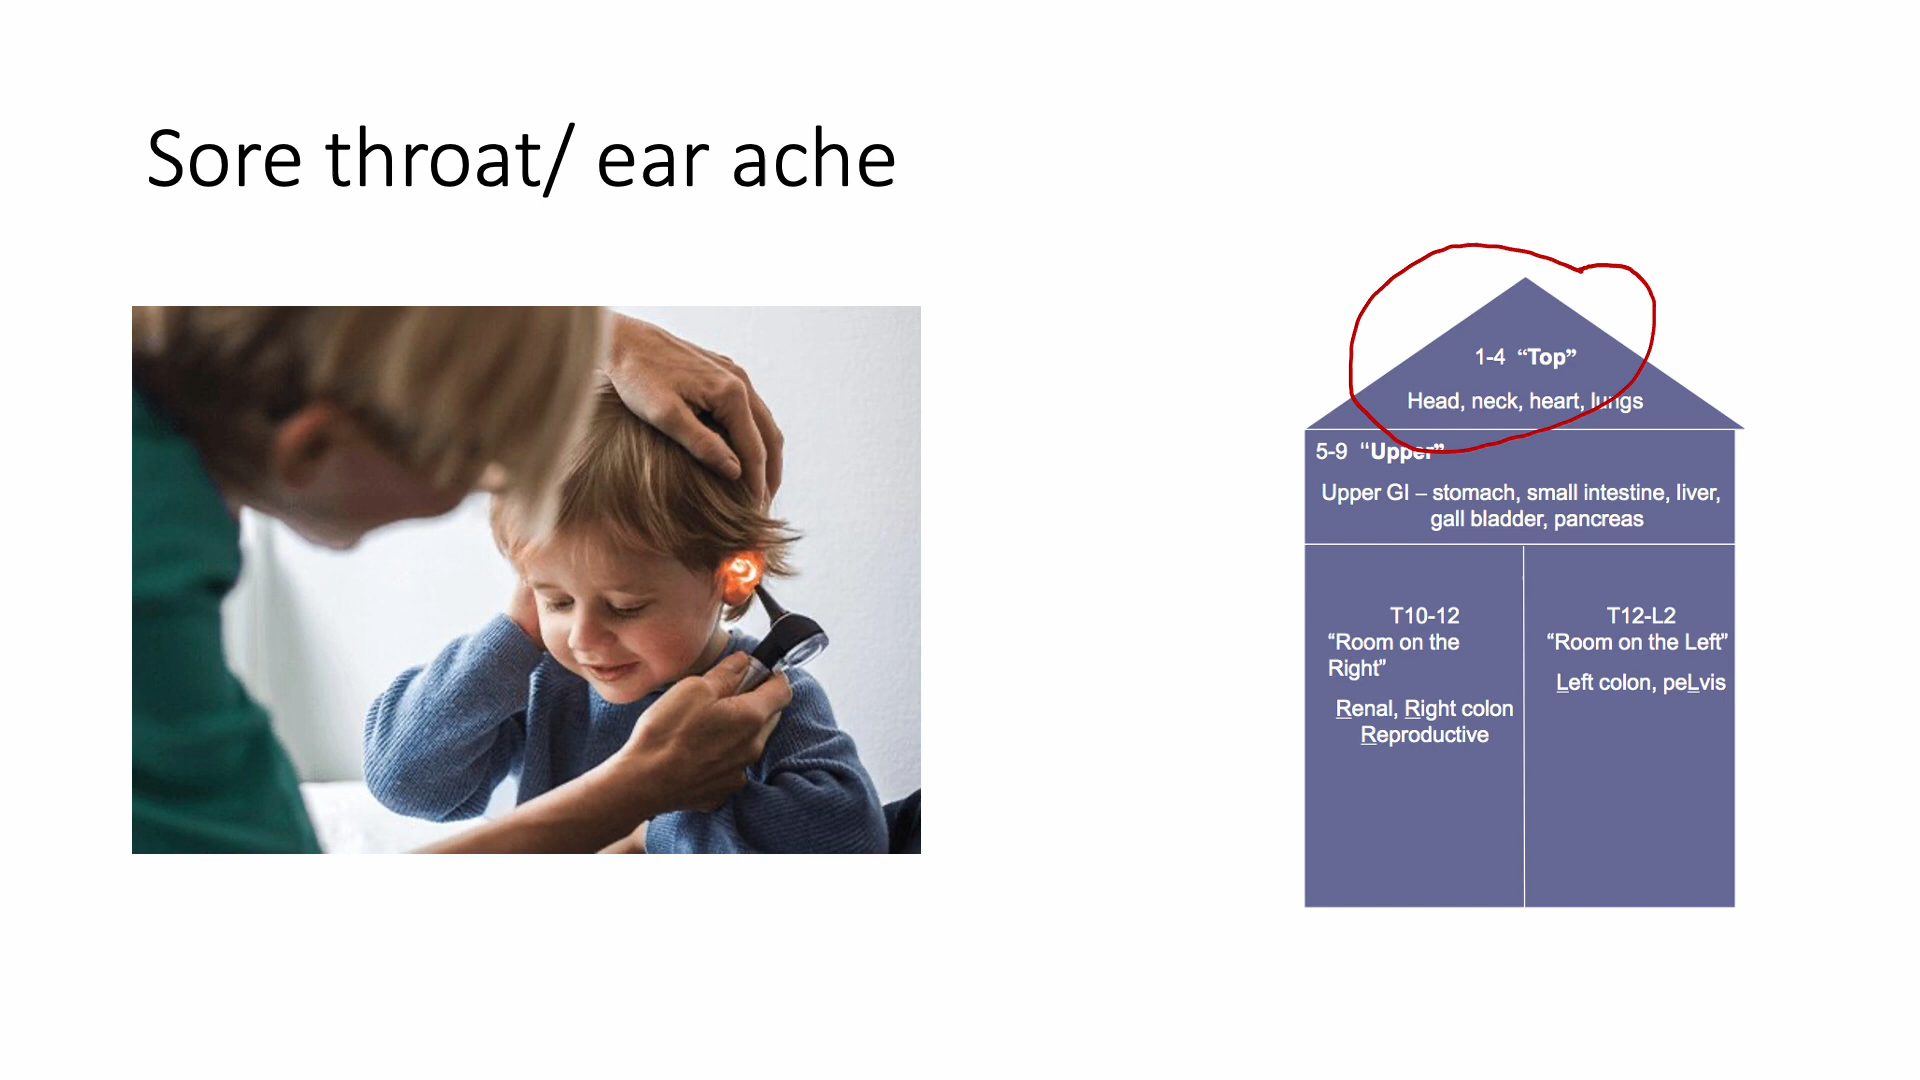 Sore throat/ ear ache
1-4 “Top”
Head, neck, heart, lungs
5-9 “Upper”
Upper GI – stomach, small intestine, liver,
gall bladder, pancreas
T10-12
“Room on the
Right”
Renal, Right colon
Reproductive
T12-L2
“Room on the Left”
Left colon, peLvis